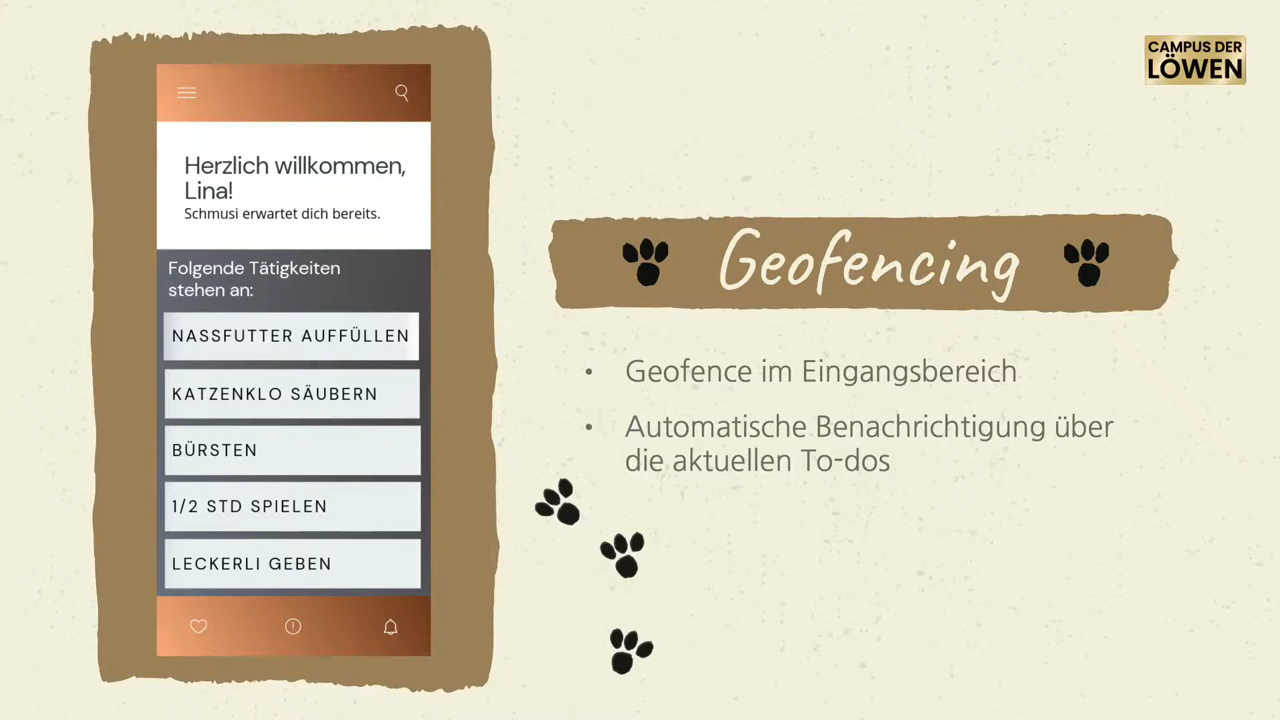 CAMPUS DER
LÖWEN
Herzlich willkommen,
Lina!
Schmusi erwartet dich bereits.
Folgende Tätigkeiten
stehen an:
NASSFUTTER AUFFÜLLEN
KATZENKLO SÄUBERN
BÜRSTEN
1/2 STD SPIELEN
LECKERLI GEBEN
Geofencing
• Geofence im Eingangsbereich
• Automatische Benachrichtigung über
die aktuellen To-dos